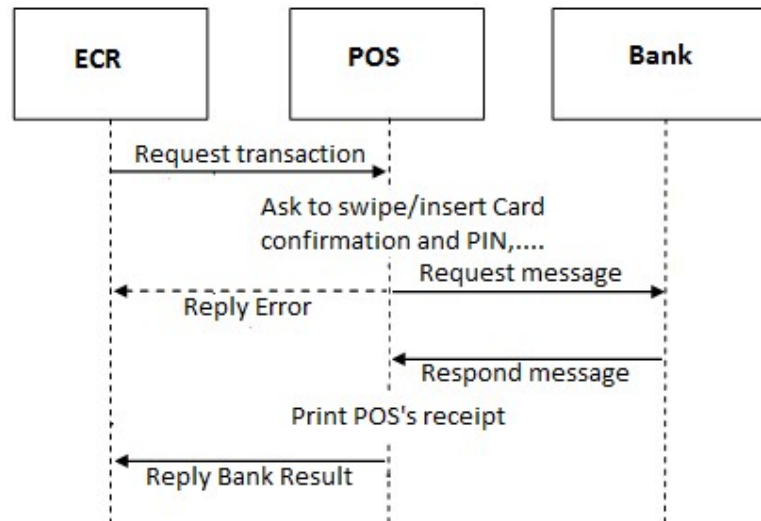 ECR
POS
Bank
Request transaction
Ask to swipe/insert Card
confirmation and PIN,....
Request message
Reply Error
Respond message
Print POS's receipt
Reply Bank Result